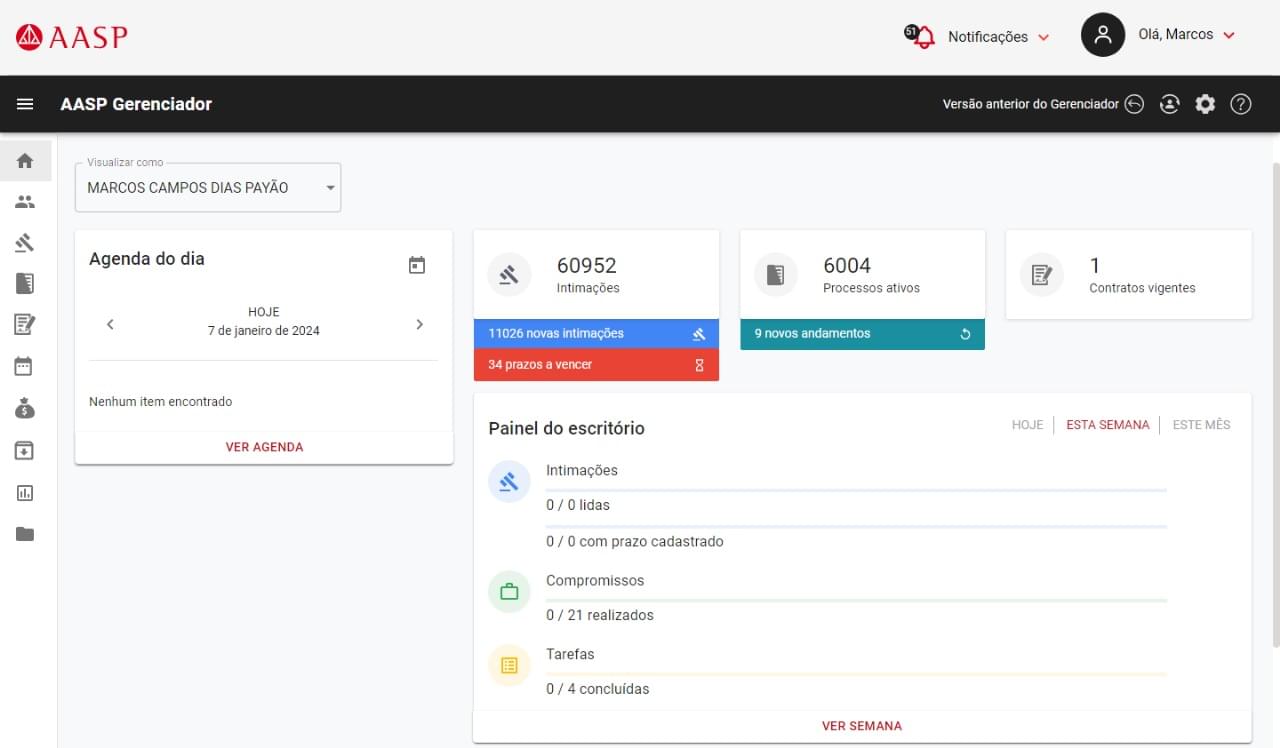 AASP
51
Notificações
Olá, Marcos
AASP Gerenciador
Versão anterior do Gerenciador
Visualizar como
MARCOS CAMPOS DIAS PAYÃO
Agenda do dia
HOJE
7 de janeiro de 2024
Nenhum item encontrado
VER AGENDA
60952
Intimações
11026 novas intimações
34 prazos a vencer
6004
Processos ativos
9 novos andamentos
1
Contratos vigentes
Painel do escritório
HOJE
ESTA SEMANA
ESTE MÊS
Intimações
0 / 0 lidas
0 / 0 com prazo cadastrado
Compromissos
0 / 21 realizados
Tarefas
0 / 4 concluídas
VER SEMANA